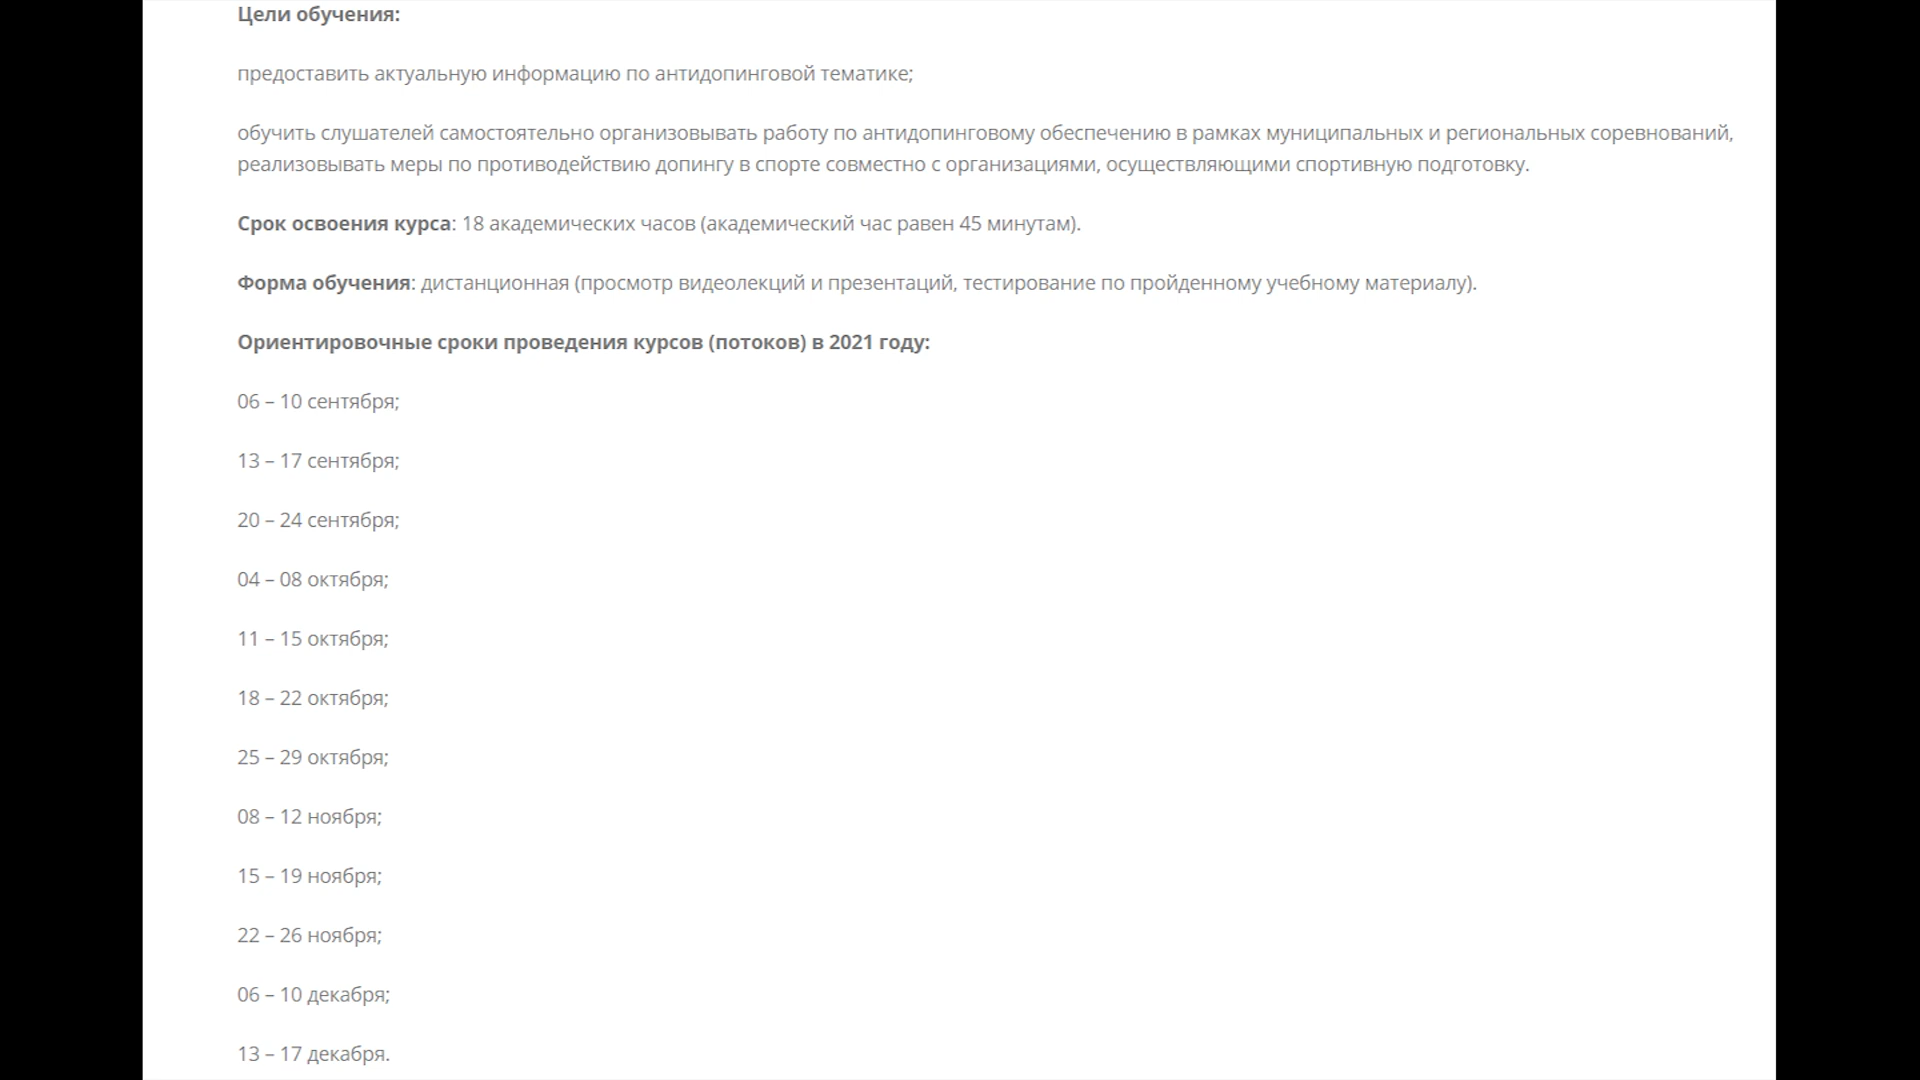 Цели обучения:
предоставить актуальную информацию по антидопинговой тематике;
обучить слушателей самостоятельно организовывать работу по антидопинговому обеспечению в рамках муниципальных и региональных соревнований,
реализовывать меры по противодействию допингу в спорте совместно с организациями, осуществляющими спортивную подготовку.
Срок освоения курса: 18 академических часов (академический час равен 45 минутам).
Форма обучения: дистанционная (просмотр видеолекций и презентаций, тестирование по пройденному учебному материалу).
Ориентировочные сроки проведения курсов (потоков) в 2021 году:
06 – 10 сентября;
13 – 17 сентября;
20 – 24 сентября;
04 – 08 октября;
11 – 15 октября;
18 – 22 октября;
25 – 29 октября;
08 – 12 ноября;
15 – 19 ноября;
22 – 26 ноября;
06 – 10 декабря;
13 – 17 декабря.